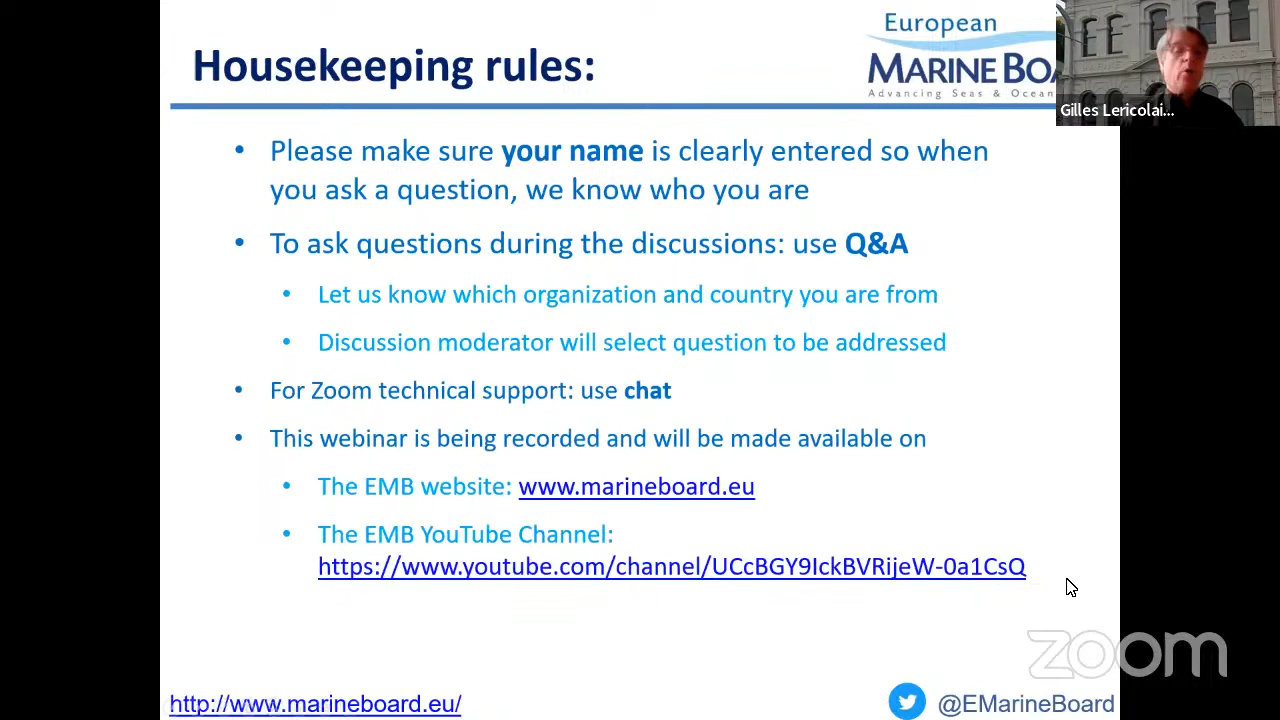 Housekeeping rules:
European
MARINE BOA
Advancing Seas & Ocean
Gilles Lericolai...
• Please make sure your name is clearly entered so when
you ask a question, we know who you are
• To ask questions during the discussions: use Q&A
• Let us know which organization and country you are from
• Discussion moderator will select question to be addressed
• For Zoom technical support: use chat
• This webinar is being recorded and will be made available on
• The EMB website: www.marineboard.eu
• The EMB YouTube Channel:
https://www.youtube.com/channel/UCcBGY9IckBVRijeW-0a1CsQ
zoom
http://www.marineboard.eu/
@EMarineBoard